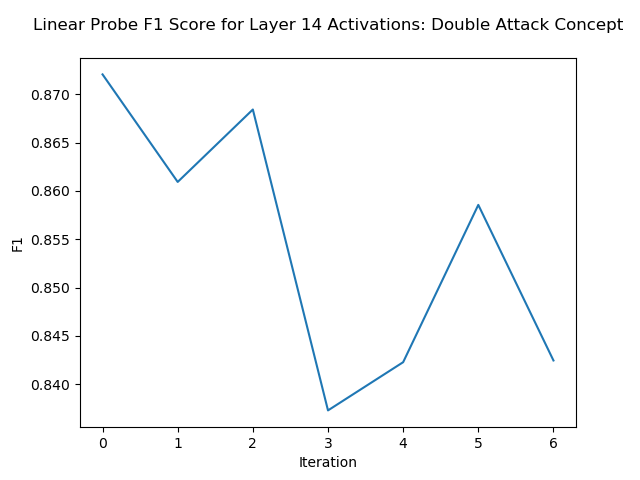 Linear Probe F1 Score for Layer 14 Activations: Double Attack Concept
0.870
0.865
0.860
0.855
0.850
0.845
0.840
F1
0 1 2 3 4 5 6
Iteration